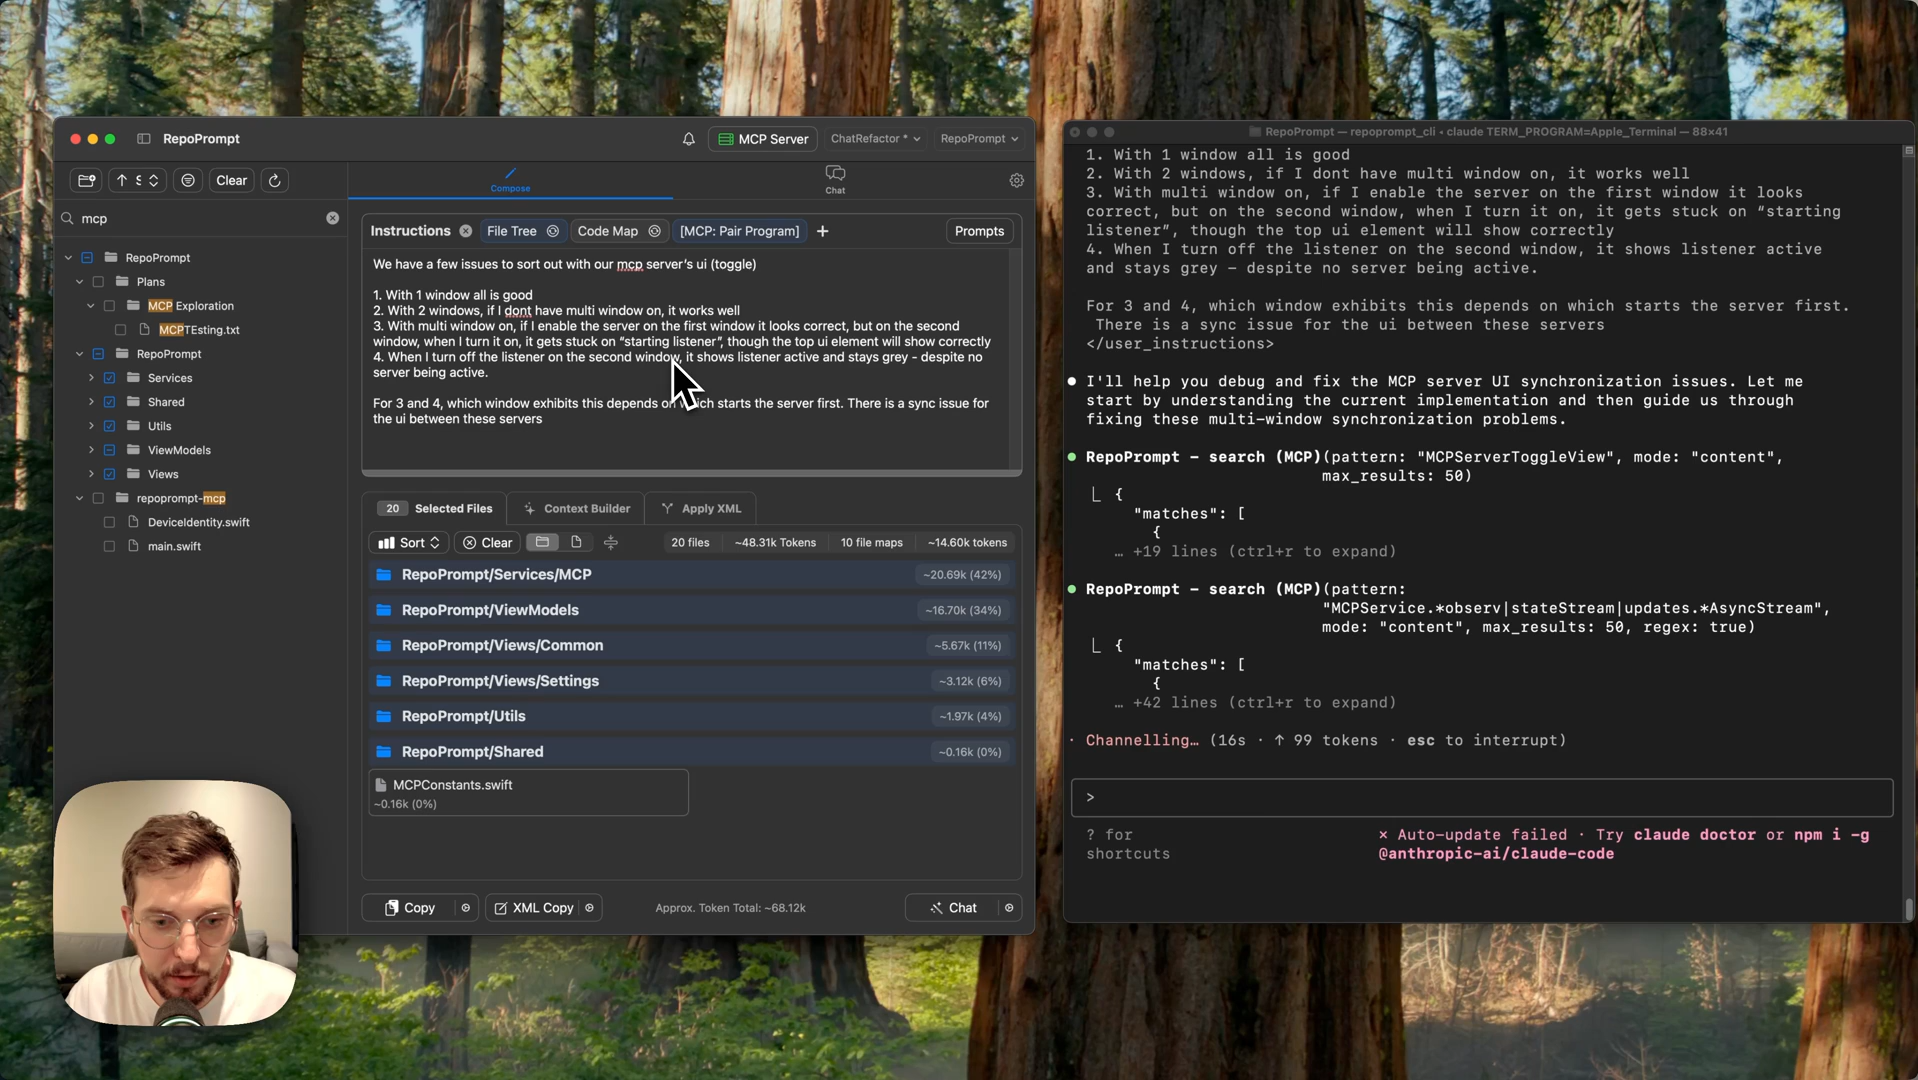 RepoPrompt
MCP Server
ChatRefactor *
RepoPrompt
S
Clear
Compose
Chat
mcp
RepoPrompt
Plans
MCP Exploration
MCPTEsting.txt
RepoPrompt
Services
Shared
Utils
ViewModels
Views
repoprompt-mcp
DeviceIdentity.swift
main.swift
Instructions
File Tree
Code Map
[MCP: Pair Program]
+
Prompts
We have a few issues to sort out with our mcp server's ui (toggle)
1. With 1 window all is good
2. With 2 windows, if I dont have multi window on, it works well
3. With multi window on, if I enable the server on the first window it looks correct, but on the second
window, when I turn it on, it gets stuck on “starting listener”, though the top ui element will show correctly
4. When I turn off the listener on the second window, it shows listener active and stays grey - despite no
server being active.
For 3 and 4, which window exhibits this depends on which starts the server first. There is a sync issue for
the ui between these servers
20 Selected Files
Context Builder
Apply XML
Sort
Clear
20 files
~48.31k Tokens
10 file maps
~14.60k tokens
RepoPrompt/Services/MCP
~20.69k (42%)
RepoPrompt/ViewModels
~16.70k (34%)
RepoPrompt/Views/Common
~5.67k (11%)
RepoPrompt/Views/Settings
~3.12k (6%)
RepoPrompt/Utils
~1.97k (4%)
RepoPrompt/Shared
~0.16k (0%)
MCPConstants.swift
~0.16k (0%)
Copy
XML Copy
Approx. Token Total: ~68.12k
Chat
RepoPrompt — repoprompt_cli • claude TERM_PROGRAM=Apple_Terminal — 88×41
1. With 1 window all is good
2. With 2 windows, if I dont have multi window on, it works well
3. With multi window on, if I enable the server on the first window it looks
correct, but on the second window, when I turn it on, it gets stuck on “starting
listener”, though the top ui element will show correctly
4. When I turn off the listener on the second window, it shows listener active
and stays grey – despite no server being active.
For 3 and 4, which window exhibits this depends on which starts the server first.
There is a sync issue for the ui between these servers
</user_instructions>
I'll help you debug and fix the MCP server UI synchronization issues. Let me
start by understanding the current implementation and then guide us through
fixing these multi-window synchronization problems.
RepoPrompt – search (MCP)(pattern: "MCPServerToggleView", mode: "content",
max_results: 50)
⎿ {
"matches": [
{
… +19 lines (ctrl+r to expand)
RepoPrompt – search (MCP)(pattern:
"MCPService.*observ|stateStream|updates.*AsyncStream",
mode: "content", max_results: 50, regex: true)
⎿ {
"matches": [
{
… +42 lines (ctrl+r to expand)
· Channelling… (16s · ↑ 99 tokens · esc to interrupt)
>
? for
shortcuts
× Auto-update failed · Try claude doctor or npm i -g
@anthropic-ai/claude-code